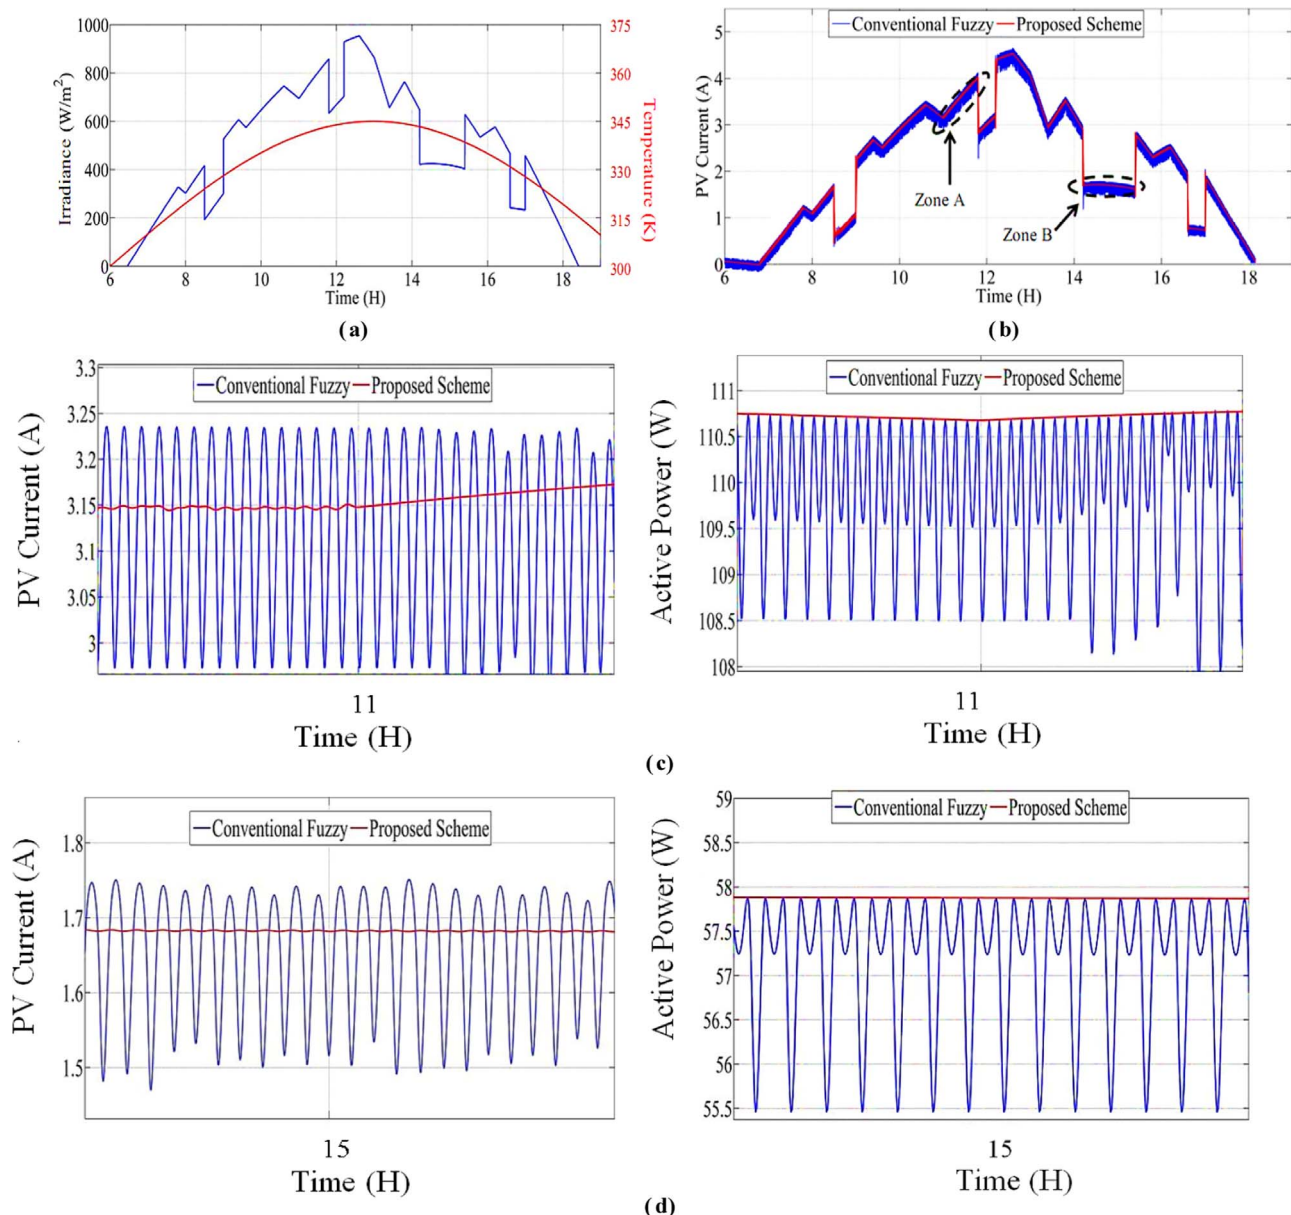 1000
800
600
400
200
0
Irradiance (W/m²)
375
360
345
330
315
300
Temperature (K)
6 8 10 12 14 16 18
Time (H)
(a)
Conventional Fuzzy Proposed Scheme
5
4
3
2
1
0
PV Current (A)
Zone A
Zone B
6 8 10 12 14 16 18
Time (H)
(b)
Conventional Fuzzy Proposed Scheme
3.3
3.25
3.2
3.15
3.1
3.05
3
PV Current (A)
11
Time (H)
Conventional Fuzzy Proposed Scheme
111
110.5
110
109.5
109
108.5
108
Active Power (W)
11
Time (H)
(c)
Conventional Fuzzy Proposed Scheme
1.8
1.7
1.6
1.5
PV Current (A)
15
Time (H)
Conventional Fuzzy Proposed Scheme
59
58.5
58
57.5
57
56.5
56
55.5
Active Power (W)
15
Time (H)
(d)